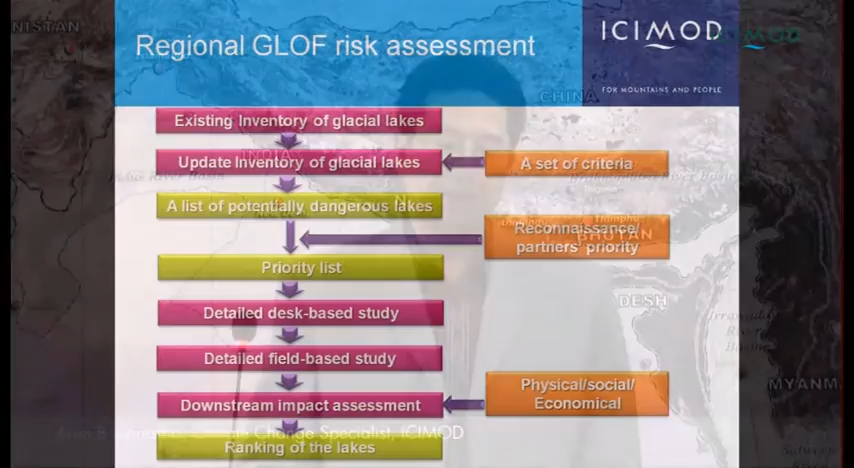 NISTAN
Regional GLOF risk assessment
ICIMOD
FOR MOUNTAINS AND PEOPLE
CHINA
Existing Inventory of glacial lakes
Update Inventory of glacial lakes
A set of criteria
INDIA
A list of potentially dangerous lakes
Thimphu
Reconnaissance/
partners' priority
BHUTAN
Priority list
DESH
Detailed desk-based study
Detailed field-based study
MYANM
Physical/social/
Economical
Downstream impact assessment
Change Specialist, ICIMOD
Ranking of the lakes